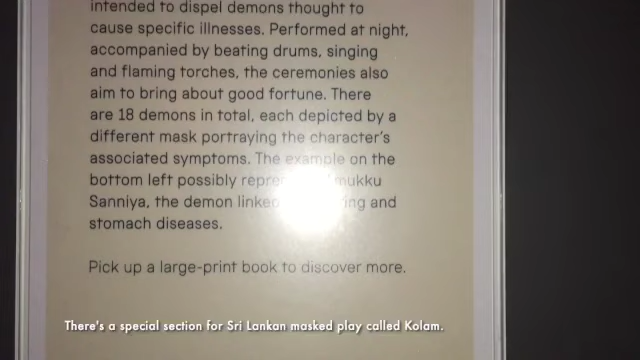 intended to dispel demons thought to
cause specific illnesses. Performed at night,
accompanied by beating drums, singing
and flaming torches, the ceremonies also
aim to bring about good fortune. There
are 18 demons in total, each depicted by a
different mask portraying the character's
associated symptoms. The example on the
bottom left possibly mukku
Sanniya, the demon linked and
stomach diseases.
Pick up a large-print book to discover more.
There's a special section for Sri Lankan masked play called Kolam.